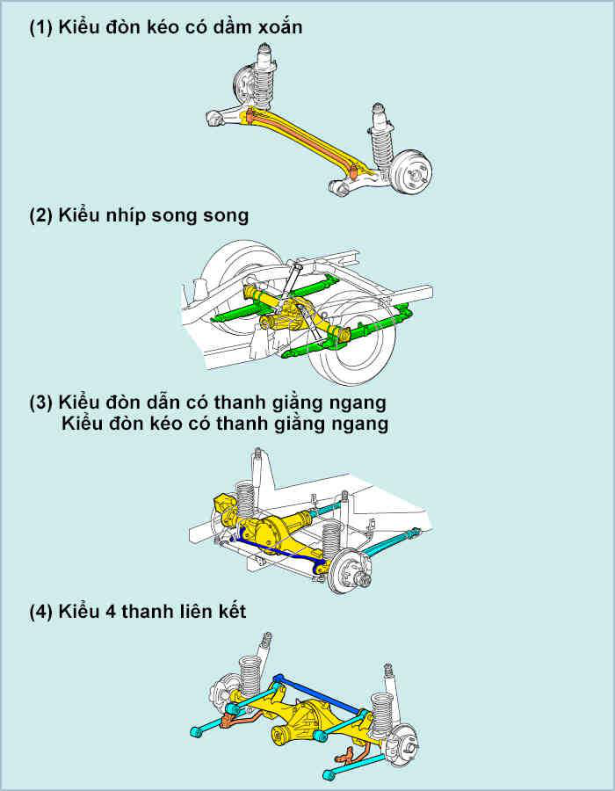 (1) Kiểu đòn kéo có dầm xoắn
(2) Kiểu nhíp song song
(3) Kiểu đòn dẫn có thanh giằng ngang
Kiểu đòn kéo có thanh giằng ngang
(4) Kiểu 4 thanh liên kết